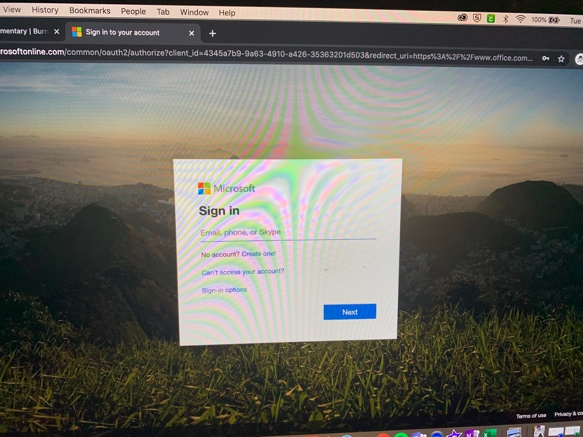 View History Bookmarks People Tab Window Help
100% Tue
mentary | Bur
Sign in to your account
rosoftonline.com/common/oauth2/authorize?client_id=4345a7b9-9a63-4910-a426-35363201d503&redirect_uri=https%3A%2F%2Fwww.office.com...
Microsoft
Sign in
Email, phone, or Skype
No account? Create one!
Can't access your account?
Sign-in options
Next
Terms of use Privacy & co